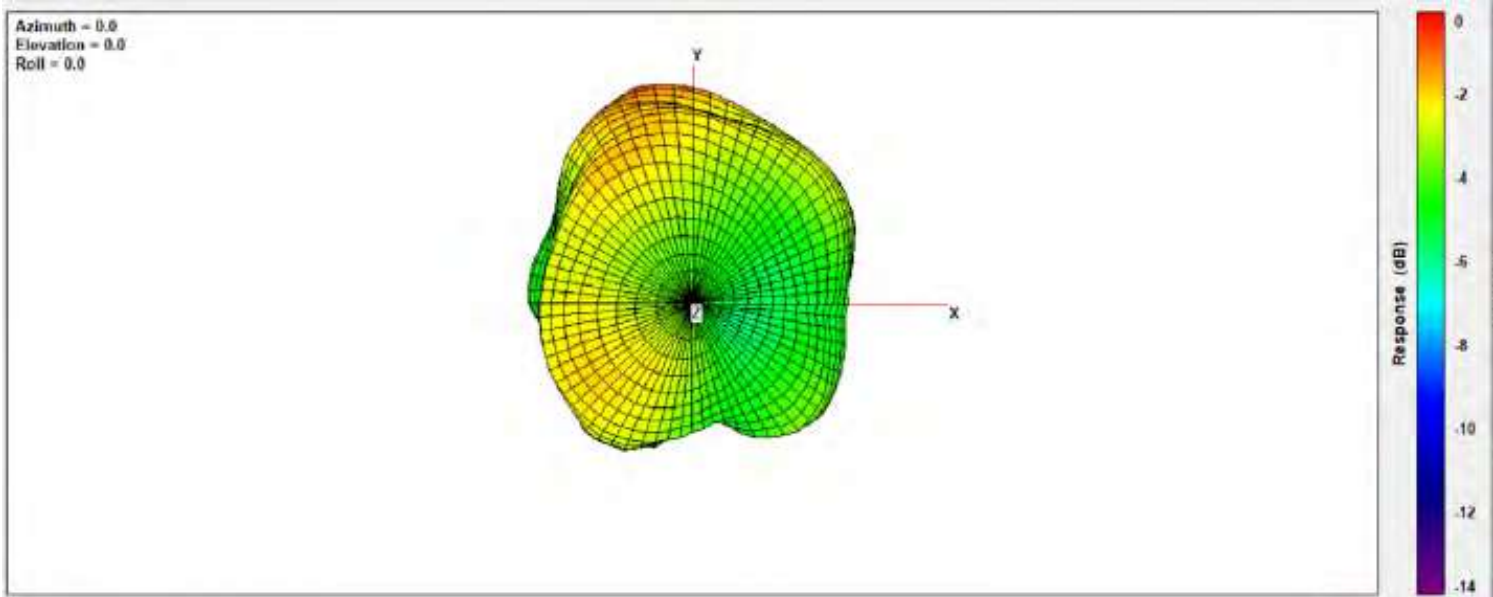 Azimuth = 0.0
Elevation = 0.0
Roll = 0.0
Y
X
Z
Response (dB)
0
-2
-4
-6
-8
-10
-12
-14